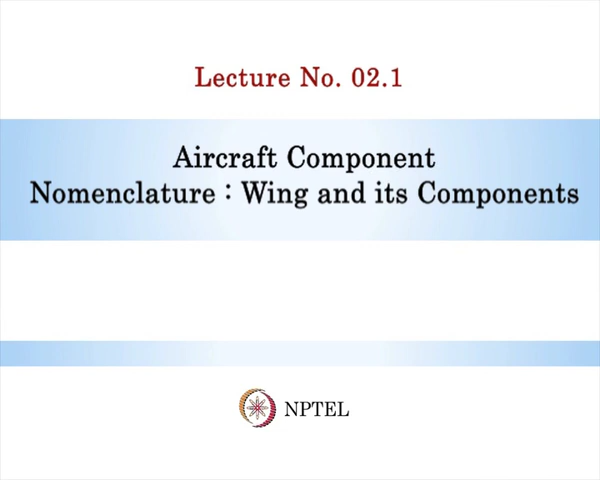 Lecture No. 02.1
Aircraft Component
Nomenclature : Wing and its Components
NPTEL